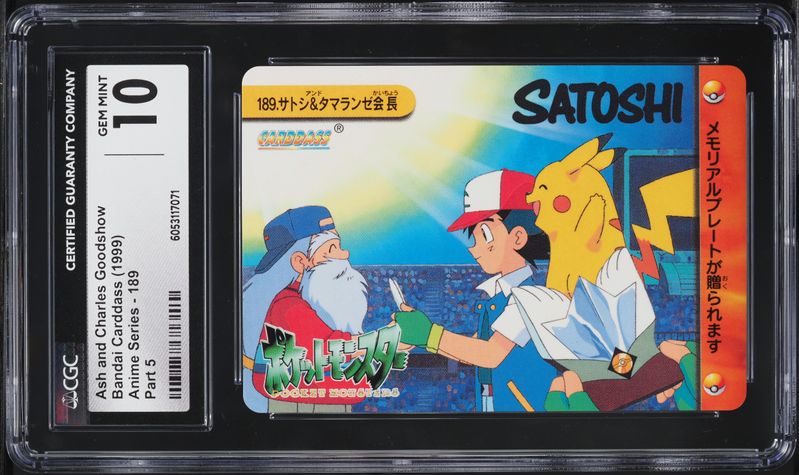 CERTIFIED GUARANTY COMPANY
CGC
GEM MINT
10
6053117071
Ash and Charles Goodshow
Bandai Carddass (1999)
Anime Series - 189
Part 5
アンド かいちょう
189.サトシ&タマランゼ会長
CARDDASS®
SATOSHI
メモリアルプレートが贈られます
おく
ポケットモンスター
POCKET MONSTERS